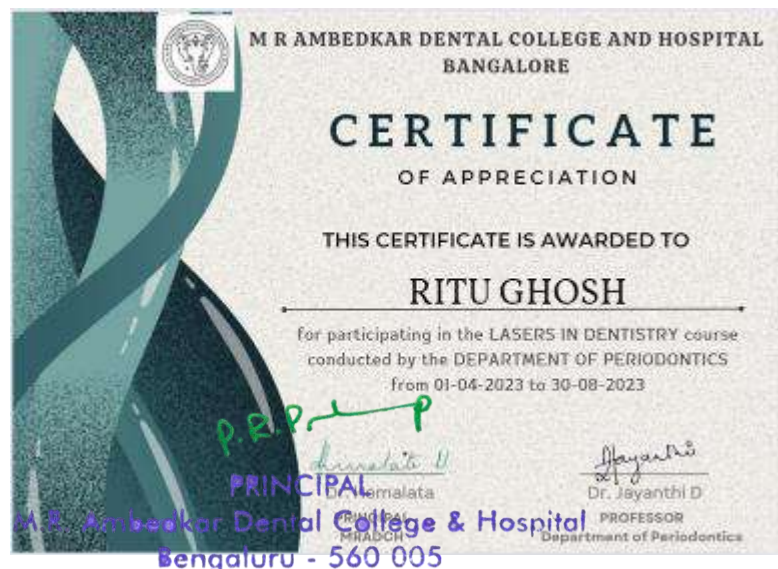 M R AMBEDKAR DENTAL COLLEGE AND HOSPITAL
BANGALORE
CERTIFICATE
OF APPRECIATION
THIS CERTIFICATE IS AWARDED TO
RITU GHOSH
for participating in the LASERS IN DENTISTRY course
conducted by the DEPARTMENT OF PERIODONTICS
from 01-04-2023 to 30-08-2023
Dr. Jayanthi D
PRINCIPAL
MRADCH
PROFESSOR
Department of Periodontics
PRINCIPAL
M.R. Ambedkar Dental College & Hospital
Bengaluru - 560 005